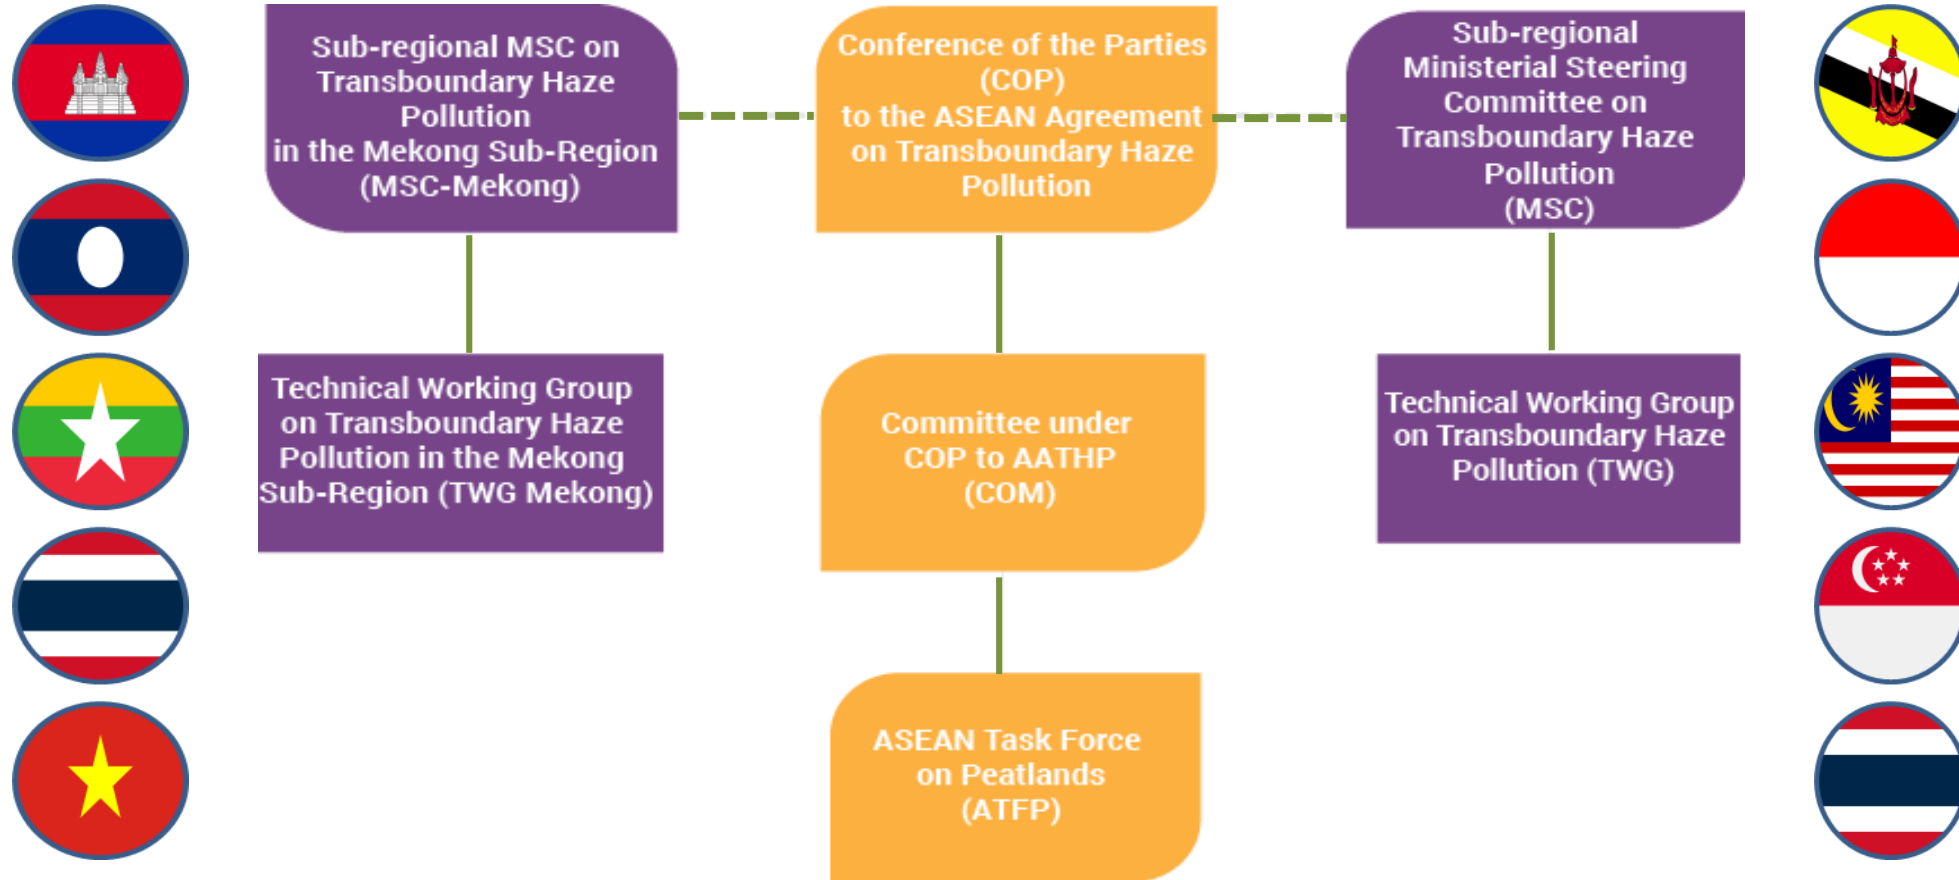 Sub-regional MSC on
Transboundary Haze
Pollution
in the Mekong Sub-Region
(MSC-Mekong)
Conference of the Parties
(COP)
to the ASEAN Agreement
on Transboundary Haze
Pollution
Sub-regional
Ministerial Steering
Committee on
Transboundary Haze
Pollution
(MSC)
Technical Working Group
on Transboundary Haze
Pollution in the Mekong
Sub-Region (TWG Mekong)
Committee under
COP to AATHP
(COM)
Technical Working Group
on Transboundary Haze
Pollution (TWG)
ASEAN Task Force
on Peatlands
(ATFP)